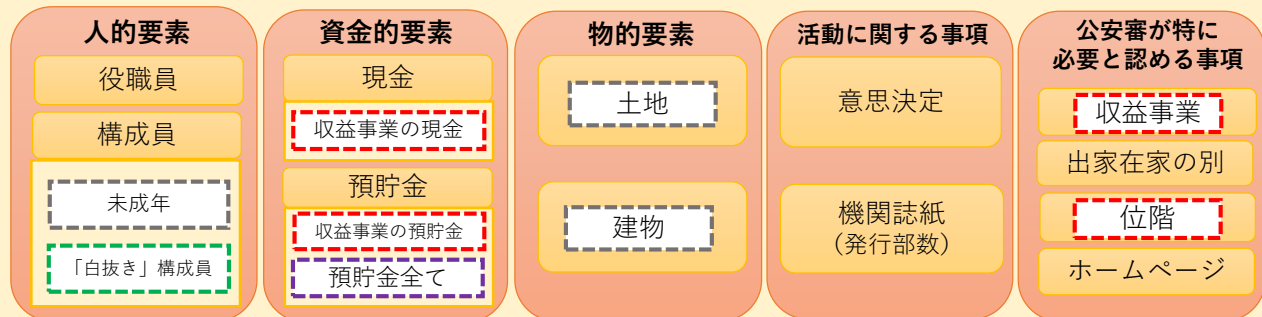 人的要素
役職員
構成員
未成年
「白抜き」構成員
資金的要素
現金
収益事業の現金
預貯金
収益事業の預貯金
預貯金全て
物的要素
土地
建物
活動に関する事項
意思決定
機関誌紙
(発行部数)
公安審が特に
必要と認める事項
収益事業
出家在家の別
位階
ホームページ